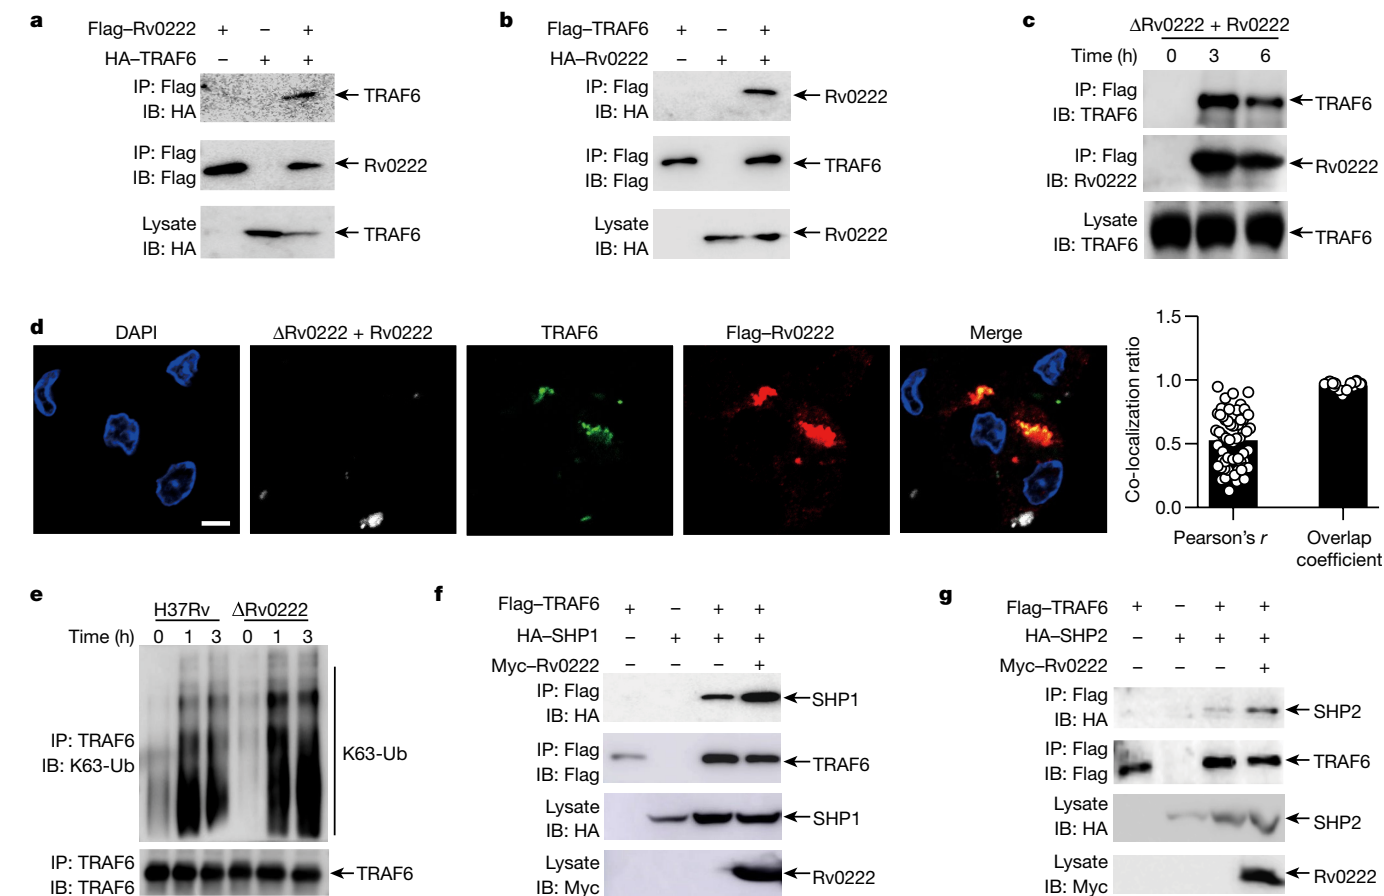 a
Flag–Rv0222 + – +
HA–TRAF6 – + +
IP: Flag
IB: HA
TRAF6
IP: Flag
IB: Flag
Rv0222
Lysate
IB: HA
TRAF6
b
Flag–TRAF6 + – +
HA–Rv0222 – + +
IP: Flag
IB: HA
Rv0222
IP: Flag
IB: Flag
TRAF6
Lysate
IB: HA
Rv0222
c
ΔRv0222 + Rv0222
Time (h) 0 3 6
IP: Flag
IB: TRAF6
TRAF6
IP: Flag
IB: Rv0222
Rv0222
Lysate
IB: TRAF6
TRAF6
d
DAPI
ΔRv0222 + Rv0222
TRAF6
Flag–Rv0222
Merge
Co-localization ratio
1.5
1.0
0.5
0.0
Pearson's r
Overlap
coefficient
e
H37Rv ΔRv0222
Time (h) 0 1 3 0 1 3
IP: TRAF6
IB: K63-Ub
K63-Ub
IP: TRAF6
IB: TRAF6
TRAF6
f
Flag–TRAF6 + – + +
HA–SHP1 – + + +
Myc–Rv0222 – – – +
IP: Flag
IB: HA
SHP1
IP: Flag
IB: Flag
TRAF6
Lysate
IB: HA
SHP1
Lysate
IB: Myc
Rv0222
g
Flag–TRAF6 + – + +
HA–SHP2 – + + +
Myc–Rv0222 – – – +
IP: Flag
IB: HA
SHP2
IP: Flag
IB: Flag
TRAF6
Lysate
IB: HA
SHP2
Lysate
IB: Myc
Rv0222